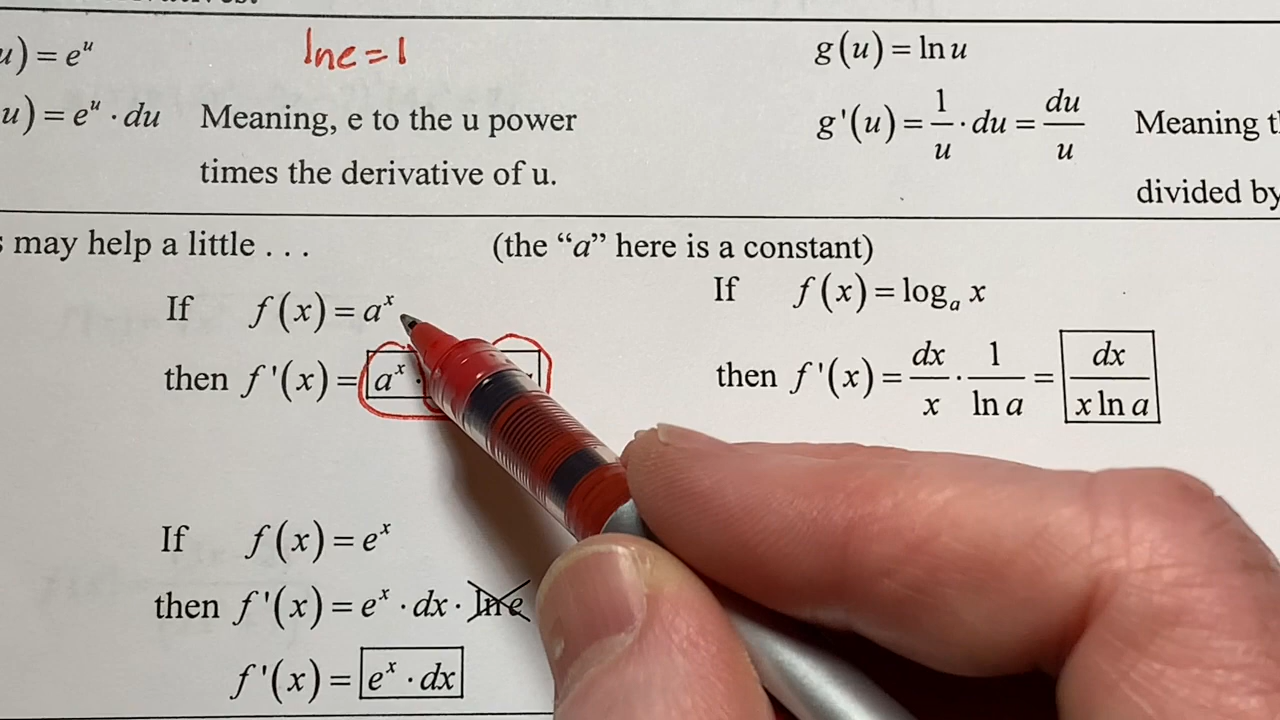 u) = e^u
ln e = 1
u) = e^u · du Meaning, e to the u power
times the derivative of u.
g(u) = ln u
g'(u) = 1/u · du = du/u Meaning
divided by
may help a little . . . (the “a” here is a constant)
If f(x) = a^x
then f'(x) = a^x ·
If f(x) = log_a x
then f'(x) = dx/x · 1/ln a = dx/(x ln a)
If f(x) = e^x
then f'(x) = e^x · dx · ln e
f'(x) = e^x · dx